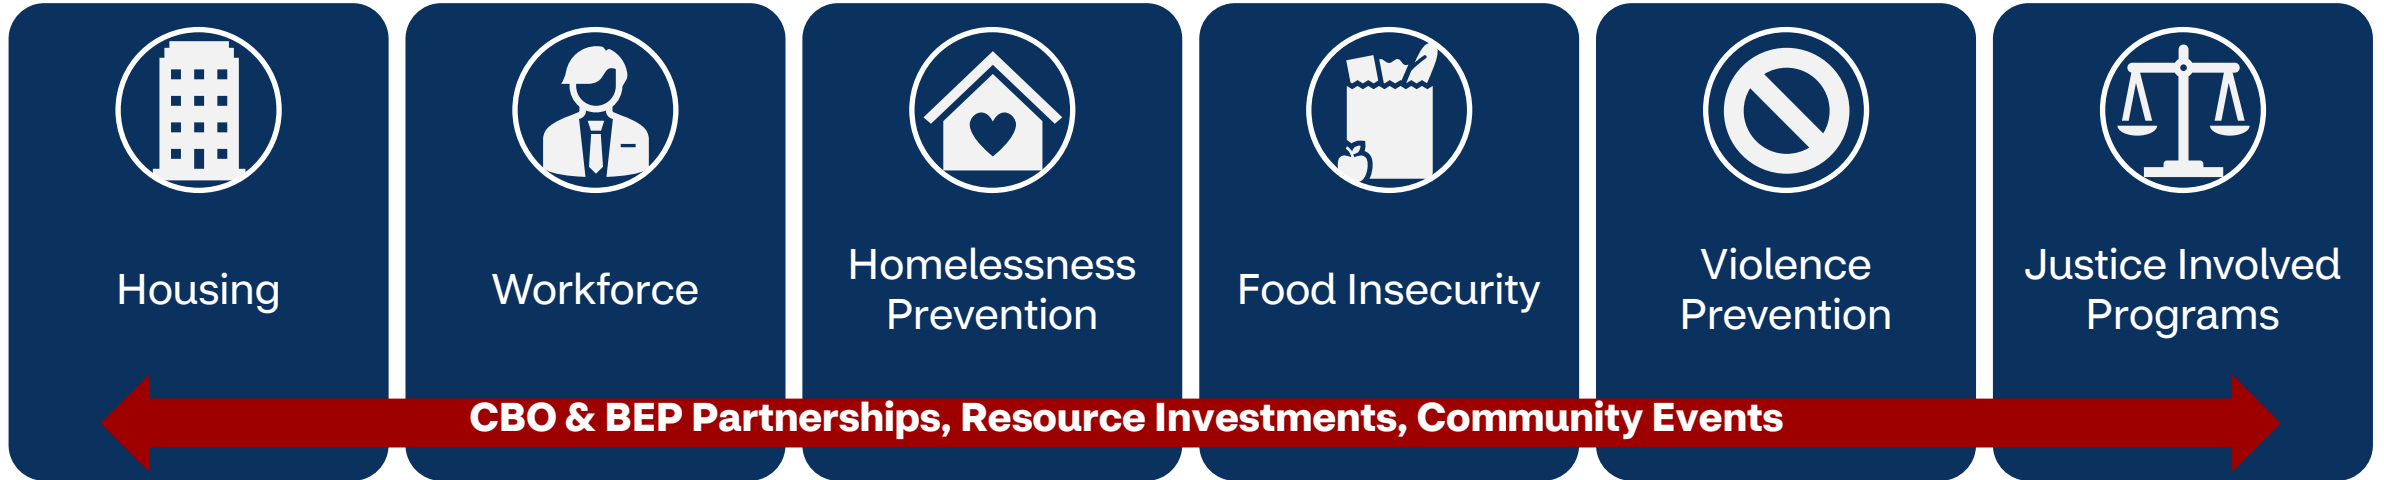 Housing
Workforce
Homelessness
Prevention
Food Insecurity
Violence
Prevention
Justice Involved
Programs
CBO & BEP Partnerships, Resource Investments, Community Events